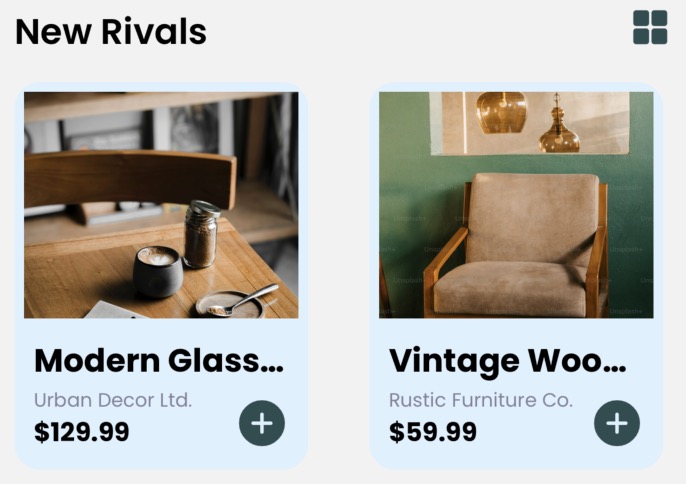 New Rivals
Modern Glass...
Urban Decor Ltd.
$129.99
Vintage Woo...
Rustic Furniture Co.
$59.99